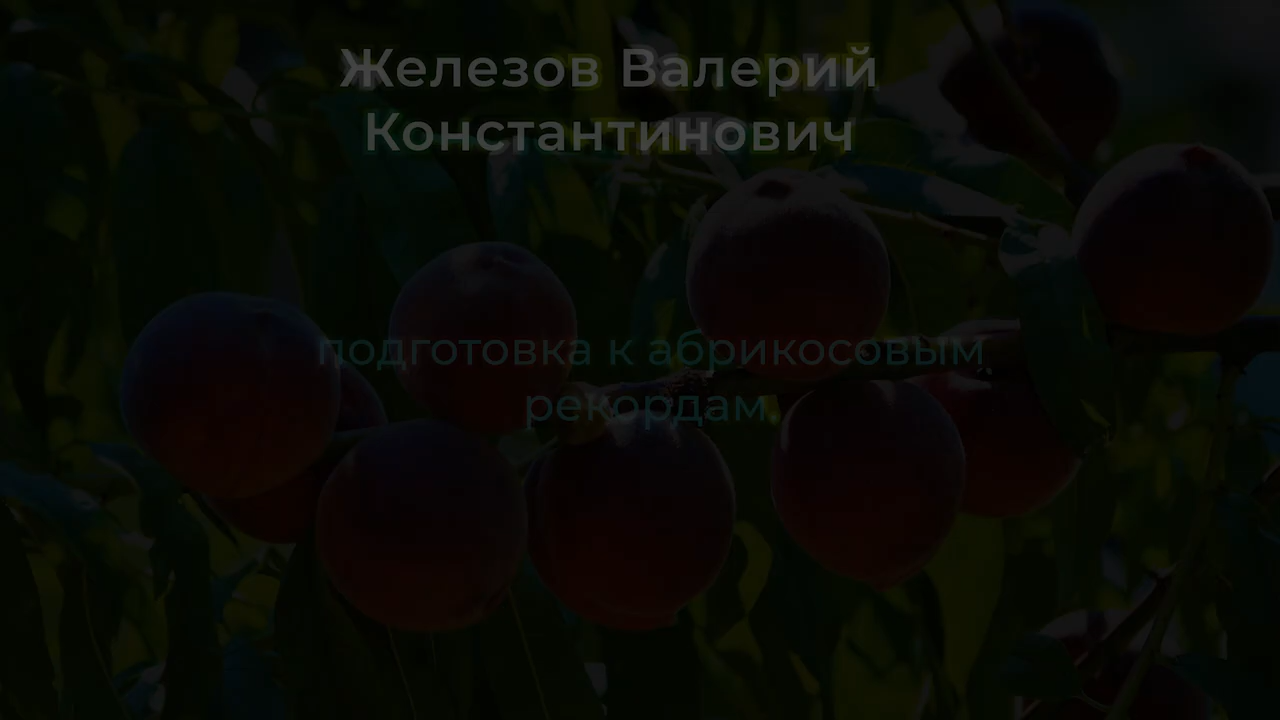 Железов Валерий
Константинович
подготовка к абрикосовым
рекордам.